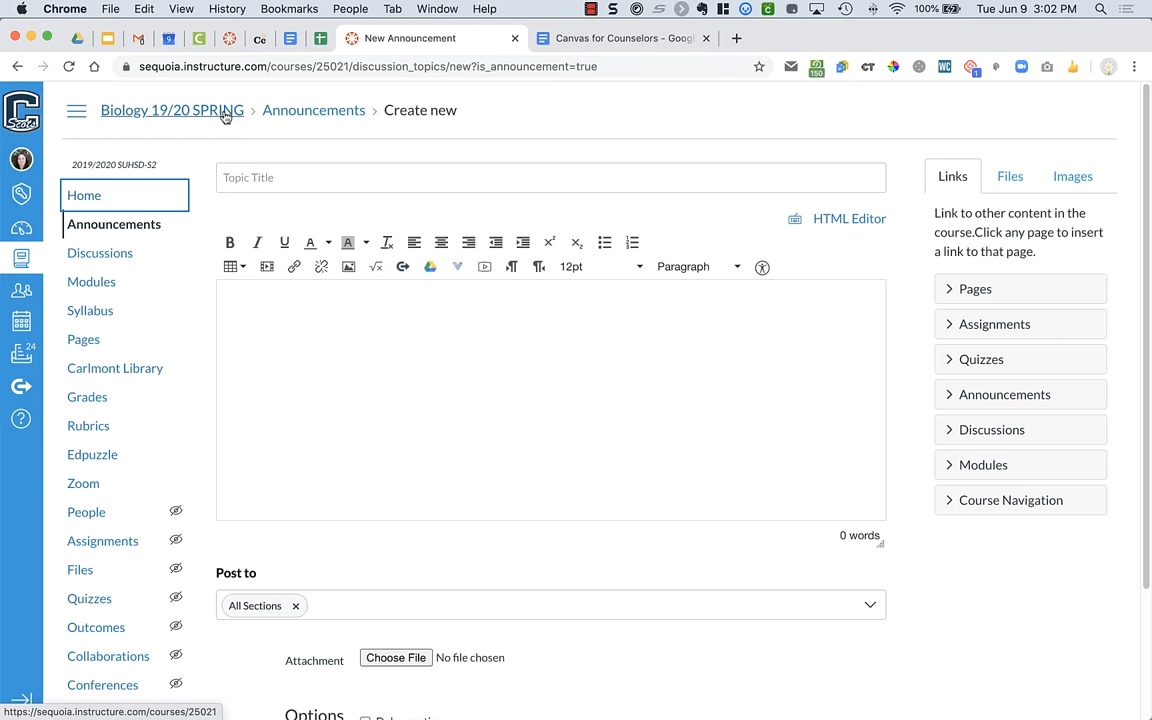 Chrome File Edit View History Bookmarks People Tab Window Help 100% Tue Jun 9 3:02 PM
New Announcement Canvas for Counselors - Googl
sequoia.instructure.com/courses/25021/discussion_topics/new?is_announcement=true
Biology 19/20 SPRING > Announcements > Create new
2019/2020 SUHSD-S2
Home
Announcements
Discussions
Modules
Syllabus
Pages
Carlmont Library
Grades
Rubrics
Edpuzzle
Zoom
People
Assignments
Files
Quizzes
Outcomes
Collaborations
Conferences
24
Topic Title
HTML Editor
12pt Paragraph
0 words
Post to
All Sections
Attachment Choose File No file chosen
Options
Links Files Images
Link to other content in the
course.Click any page to insert
a link to that page.
Pages
Assignments
Quizzes
Announcements
Discussions
Modules
Course Navigation
https://sequoia.instructure.com/courses/25021